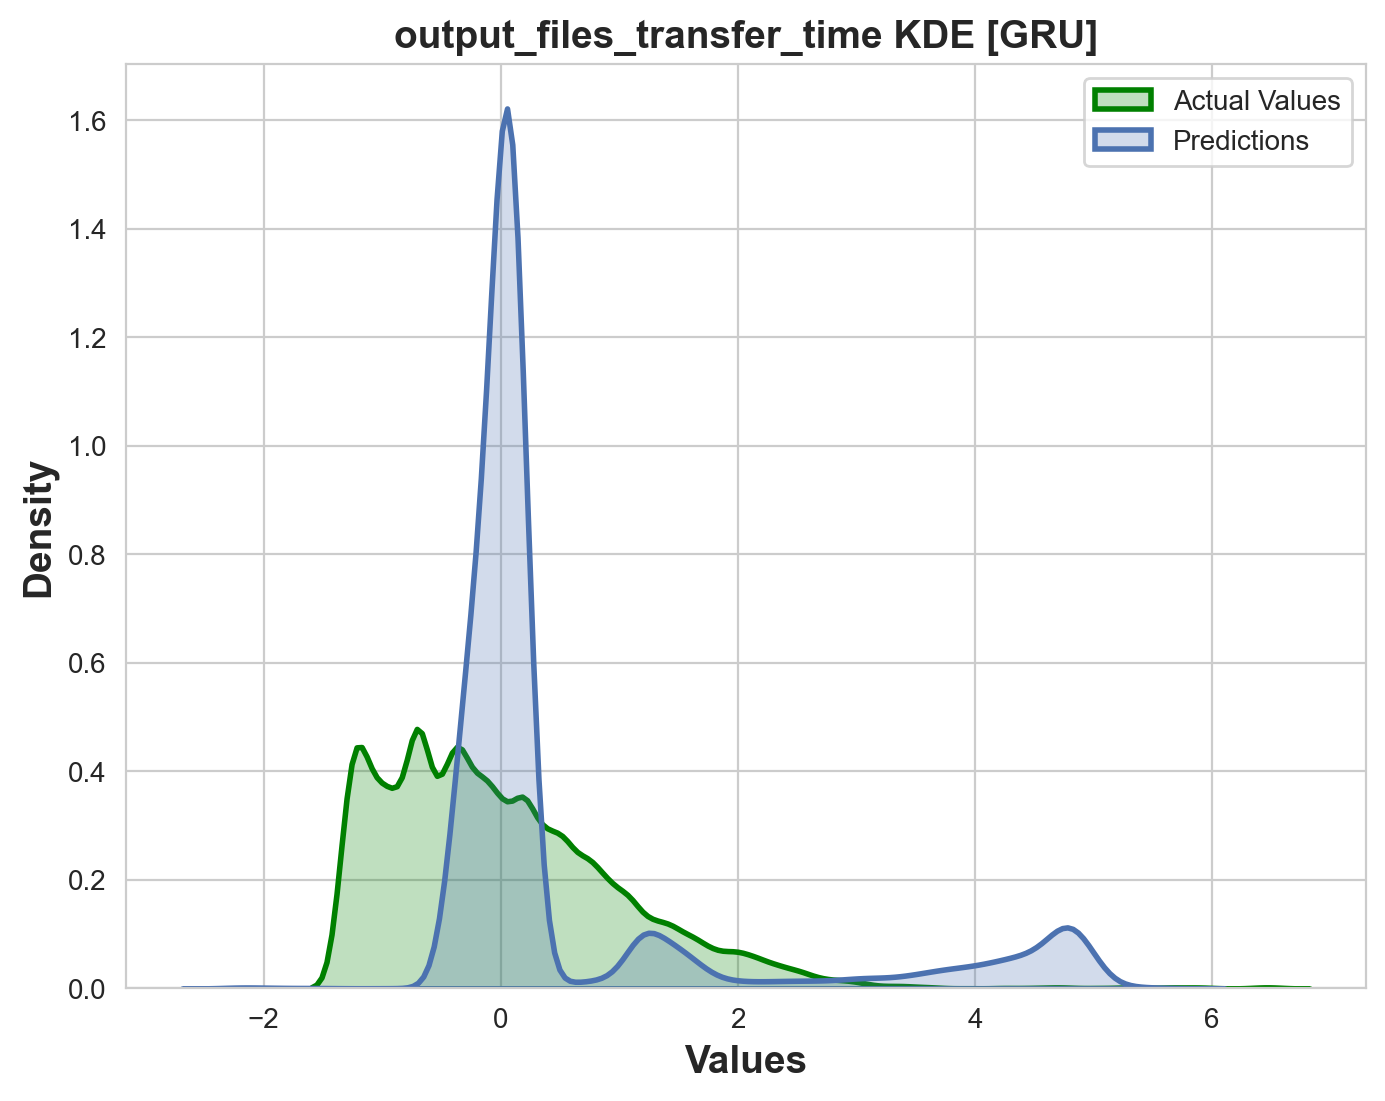 output_files_transfer_time KDE [GRU]
Actual Values
Predictions
Density
1.6
1.4
1.2
1.0
0.8
0.6
0.4
0.2
0.0
−2
0
2
4
6
Values